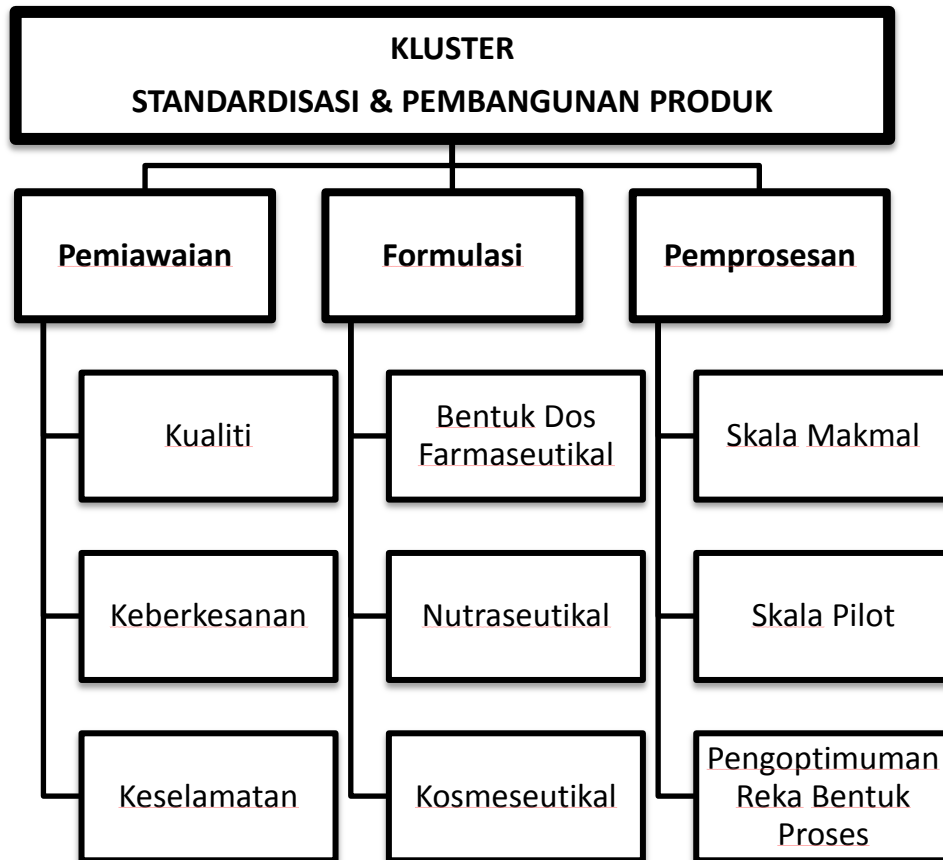 KLUSTER
STANDARDISASI & PEMBANGUNAN PRODUK
Pemiawaian
Kualiti
Keberkesanan
Keselamatan
Formulasi
Bentuk Dos
Farmaseutikal
Nutraseutikal
Kosmeseutikal
Pemprosesan
Skala Makmal
Skala Pilot
Pengoptimuman
Reka Bentuk
Proses